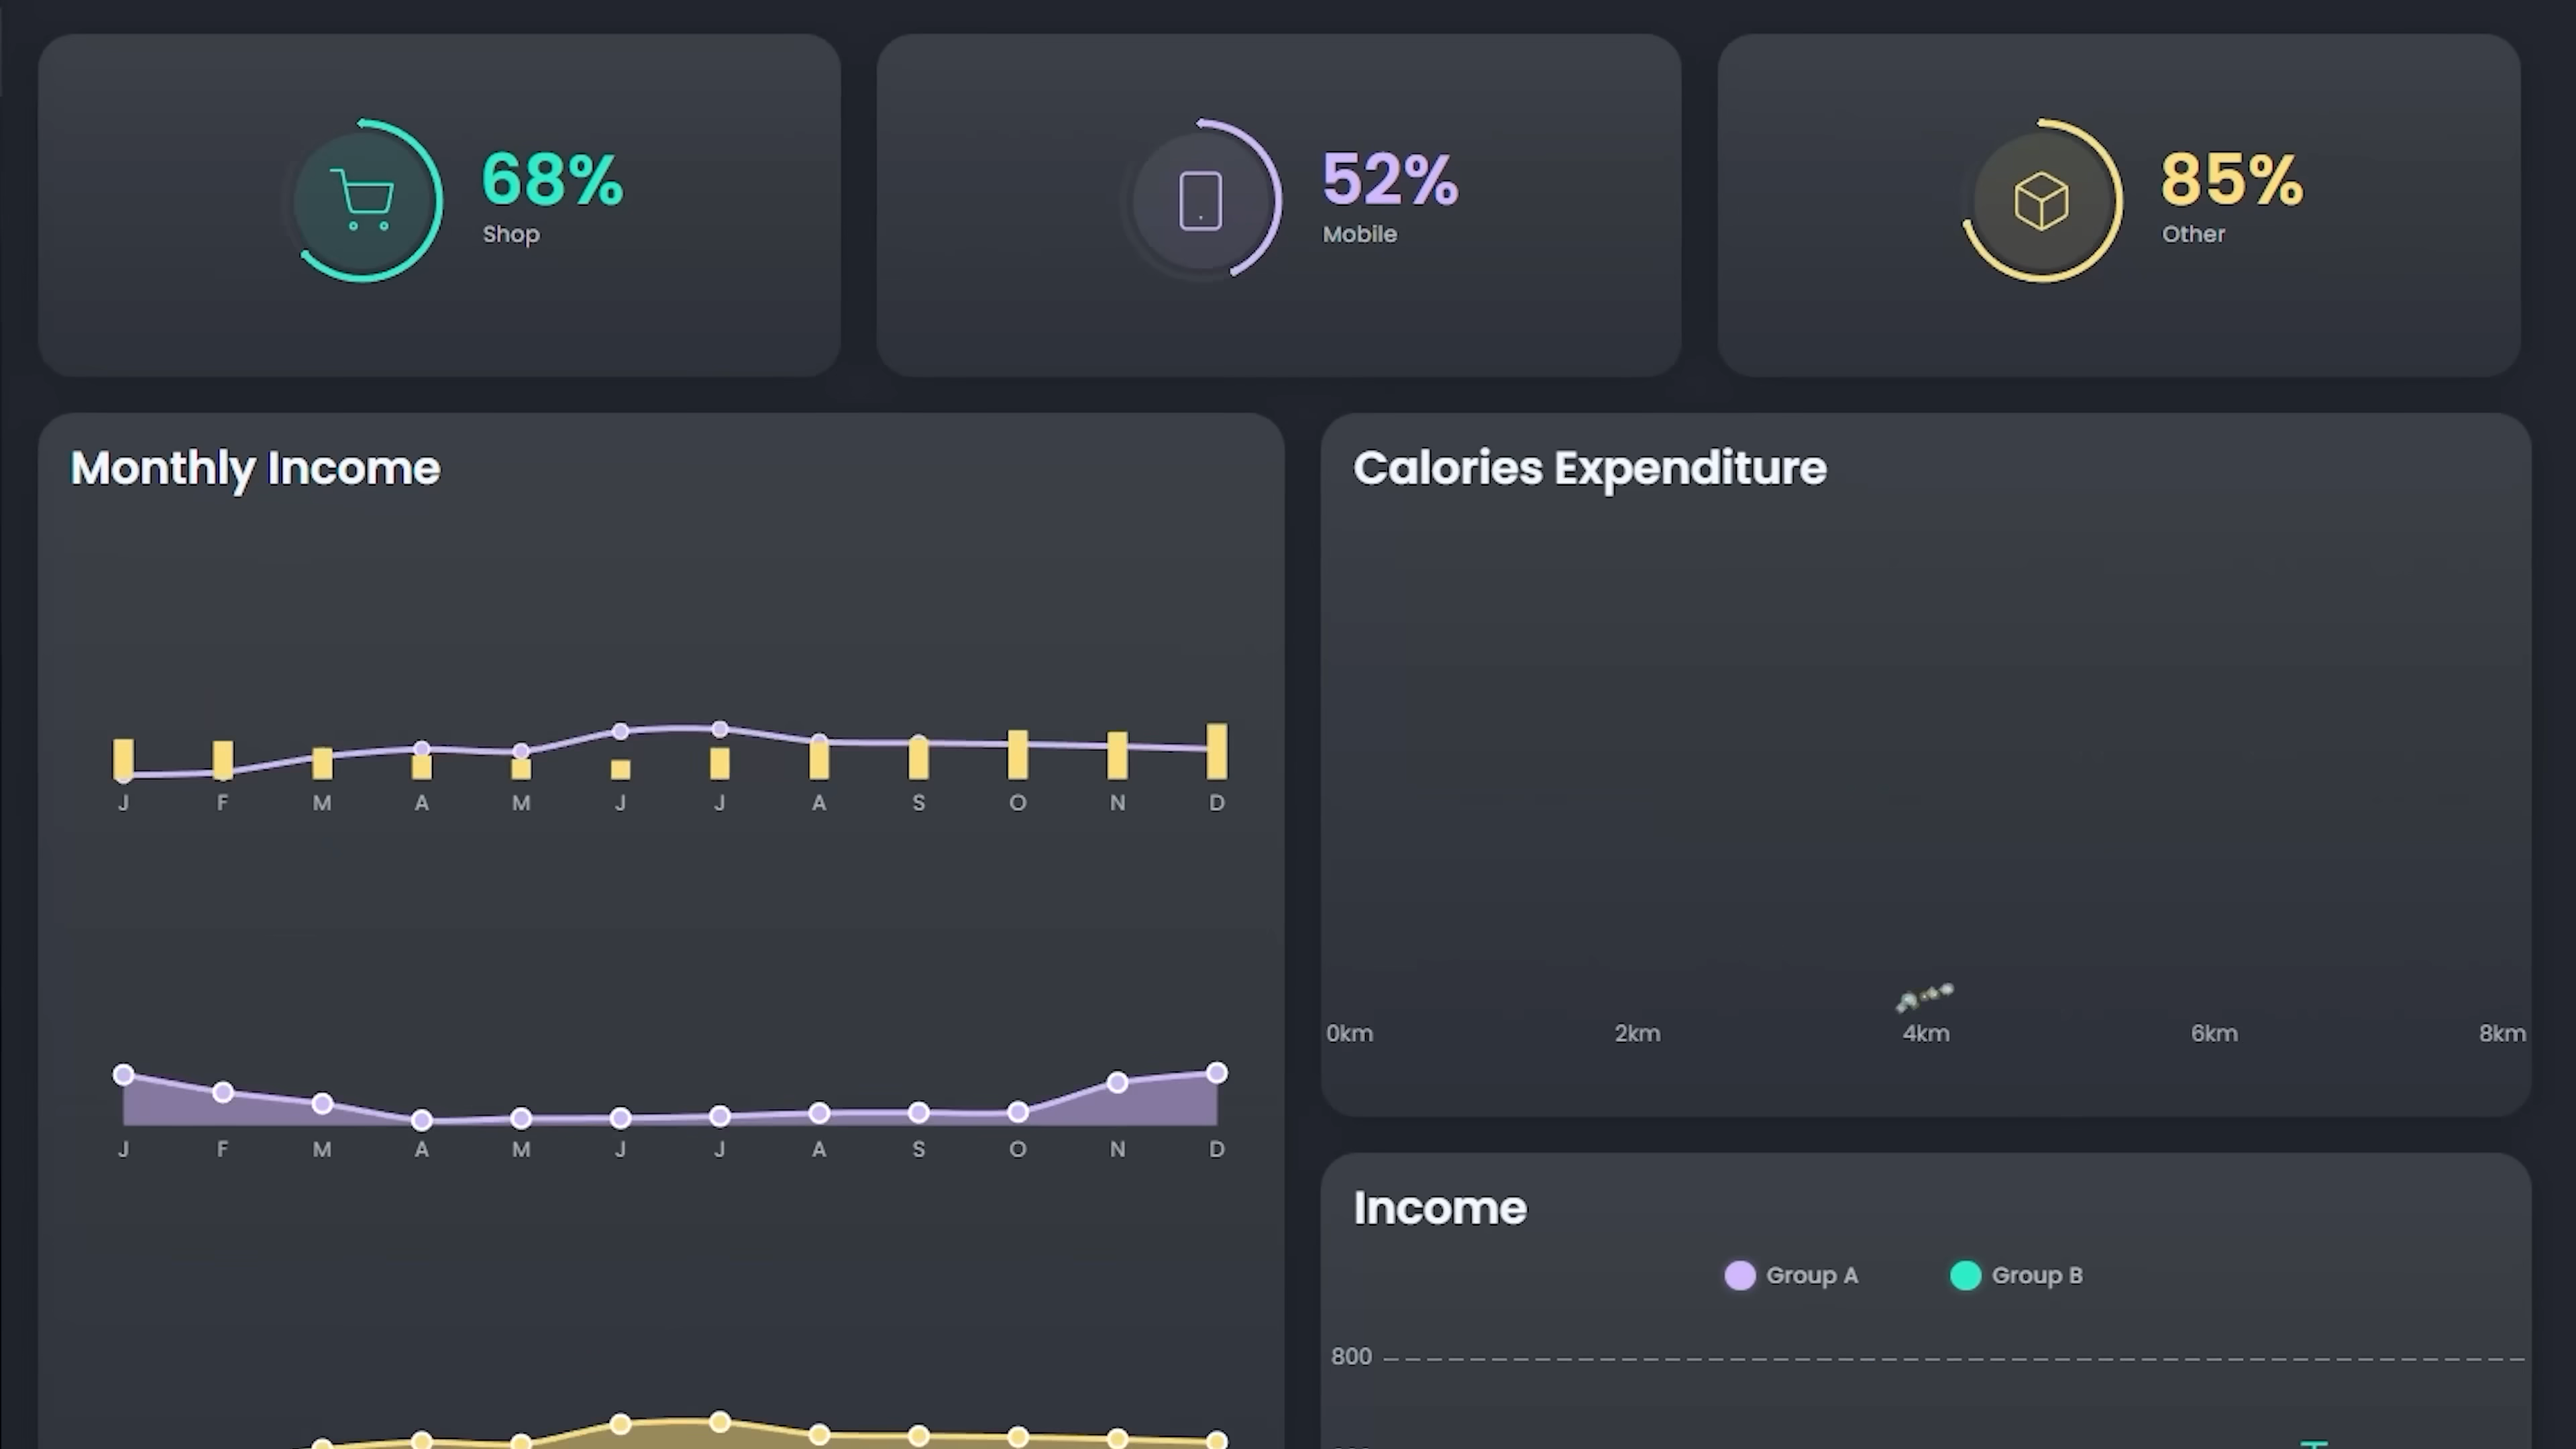 68%
Shop
52%
Mobile
85%
Other
Monthly Income
J F M A M J J A S O N D
J F M A M J J A S O N D
Calories Expenditure
0km 2km 4km 6km 8km
Income
Group A Group B
800